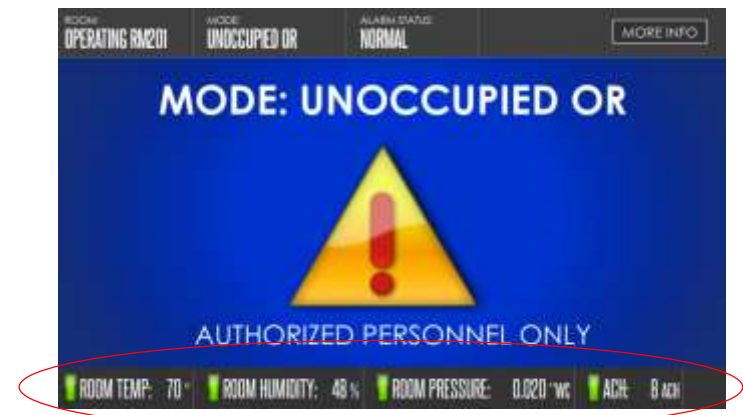 ROOM: MODE: ALARM STATUS:
OPERATING RM201 UNOCCUPIED OR NORMAL MORE INFO
MODE: UNOCCUPIED OR
!
AUTHORIZED PERSONNEL ONLY
ROOM TEMP: 70 ° ROOM HUMIDITY: 48 % ROOM PRESSURE: 0.020 "WC ACH: 8 ACH